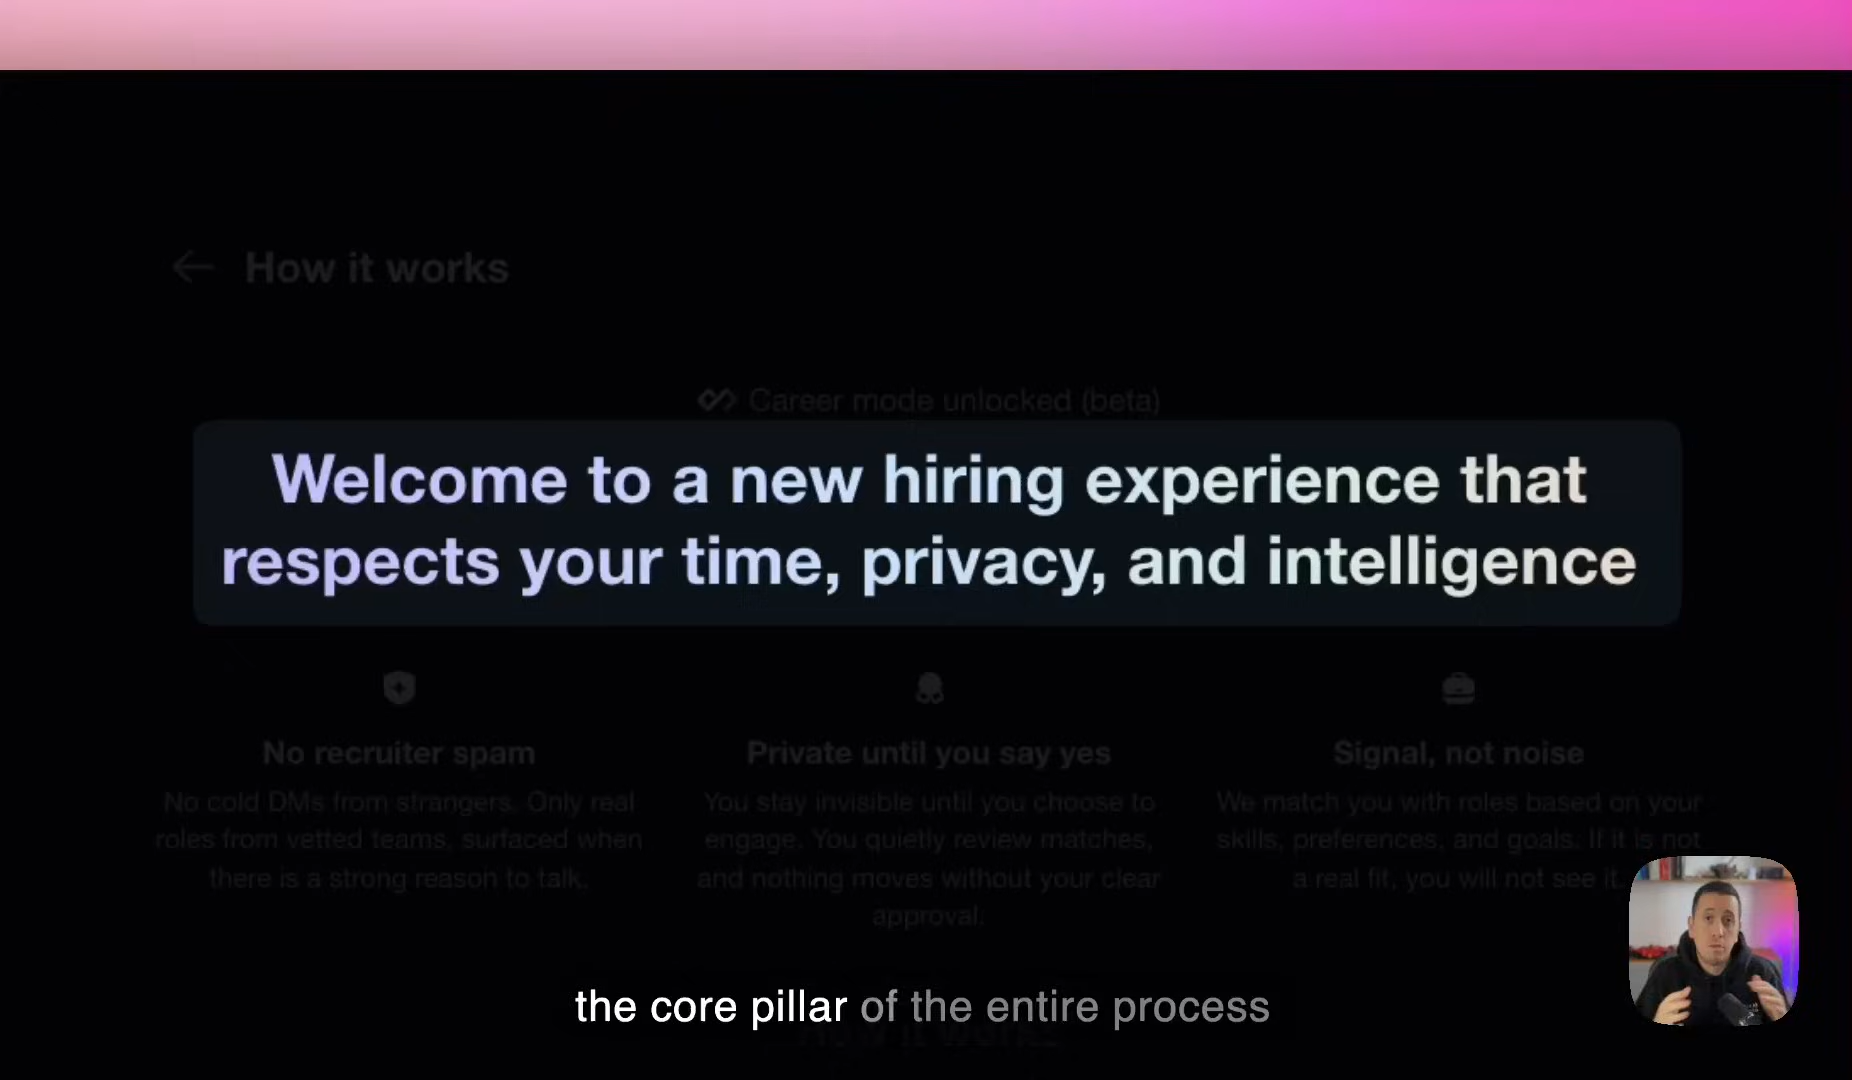 How it works
Career mode unlocked (beta)
Welcome to a new hiring experience that
respects your time, privacy, and intelligence
No recruiter spam
No cold DMs from strangers. Only real
roles from vetted teams, surfaced when
there is a strong reason to talk.
Private until you say yes
You stay invisible until you choose to
engage. You quietly review matches,
and nothing moves without your clear
approval.
Signal, not noise
We match you with roles based on your
skills, preferences, and goals. If it is not
a real fit, you will not see it.
the core pillar of the entire process
How it works